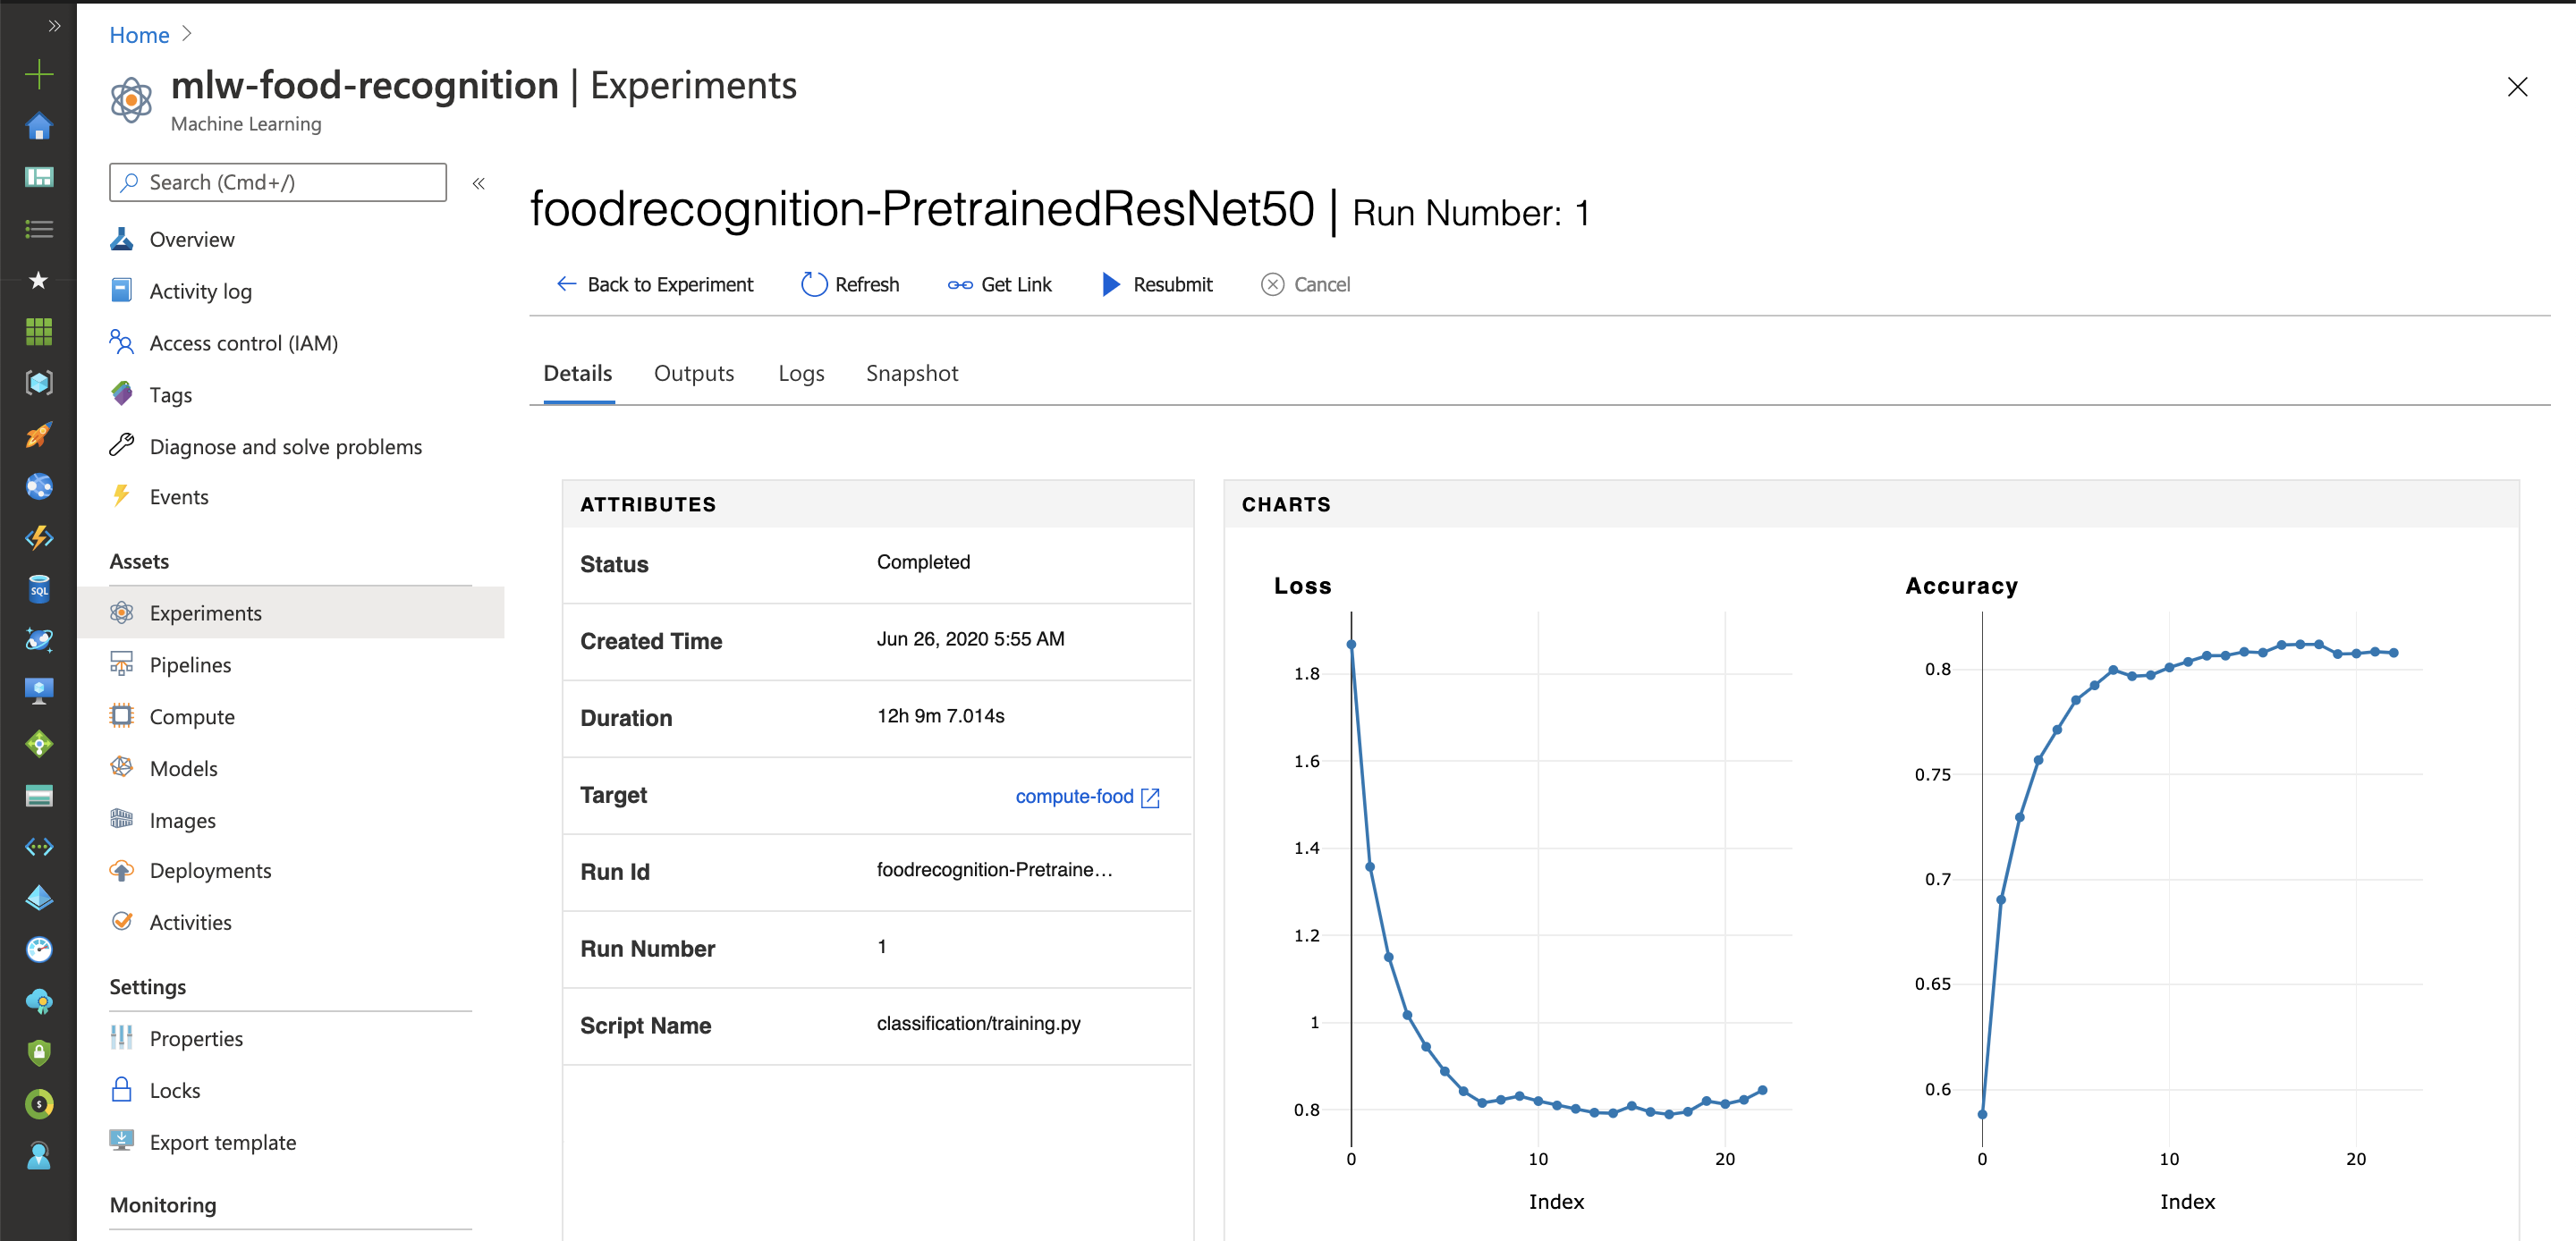 Home
mlw-food-recognition | Experiments
Machine Learning
Search (Cmd+/)
Overview
Activity log
Access control (IAM)
Tags
Diagnose and solve problems
Events
Assets
Experiments
Pipelines
Compute
Models
Images
Deployments
Activities
Settings
Properties
Locks
Export template
Monitoring
SQL
$
foodrecognition-PretrainedResNet50 | Run Number: 1
Back to Experiment Refresh Get Link Resubmit Cancel
Details Outputs Logs Snapshot
ATTRIBUTES
Status Completed
Created Time Jun 26, 2020 5:55 AM
Duration 12h 9m 7.014s
Target compute-food
Run Id foodrecognition-Pretraine...
Run Number 1
Script Name classification/training.py
CHARTS
Loss
1.8
1.6
1.4
1.2
1
0.8
0 10 20
Index
Accuracy
0.8
0.75
0.7
0.65
0.6
0 10 20
Index